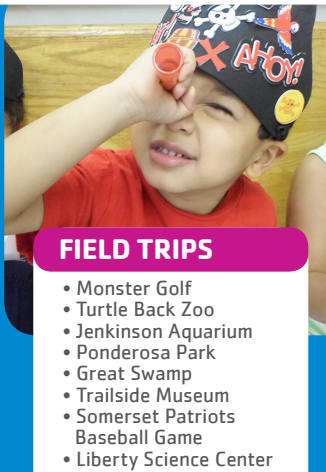 AHOY!
FIELD TRIPS
• Monster Golf
• Turtle Back Zoo
• Jenkinson Aquarium
• Ponderosa Park
• Great Swamp
• Trailside Museum
• Somerset Patriots
Baseball Game
• Liberty Science Center